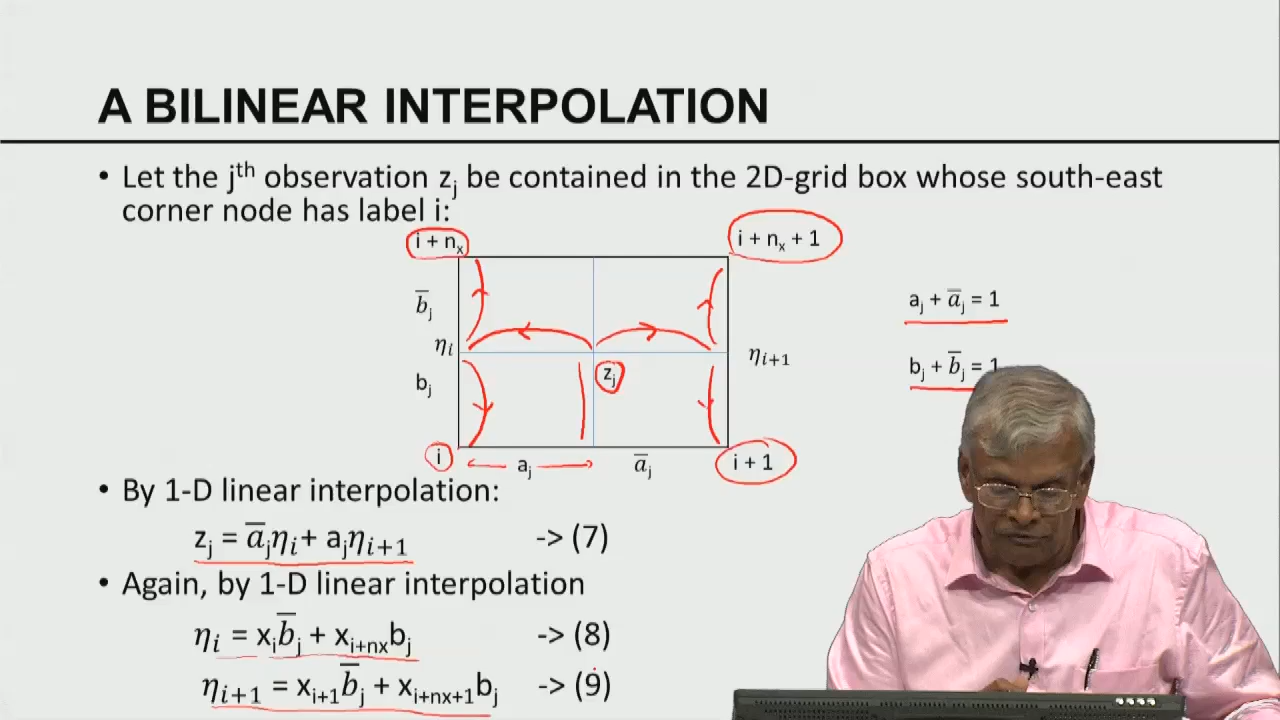 A BILINEAR INTERPOLATION
• Let the jᵗʰ observation zⱼ be contained in the 2D-grid box whose south-east
corner node has label i:
i + nₓ
i + nₓ + 1
b̅ⱼ
aⱼ + a̅ⱼ = 1
ηᵢ
ηᵢ₊₁
zⱼ
bⱼ + b̅ⱼ = 1
bⱼ
i
aⱼ
a̅ⱼ
i + 1
• By 1-D linear interpolation:
zⱼ = a̅ⱼηᵢ + aⱼηᵢ₊₁ -> (7)
• Again, by 1-D linear interpolation
ηᵢ = xᵢb̅ⱼ + xᵢ₊ₙₓbⱼ -> (8)
ηᵢ₊₁ = xᵢ₊₁b̅ⱼ + xᵢ₊ₙₓ₊₁bⱼ -> (9)